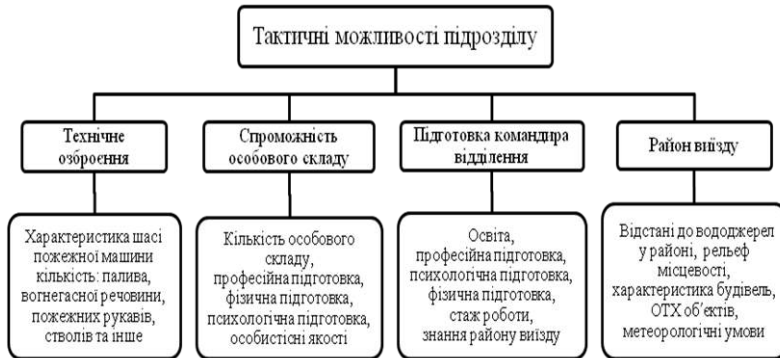 Тактичні можливості підрозділу
Технічне
озброєння
Спроможність
особового складу
Підготовка командира
відділення
Район виїзду
Характеристика шасі
пожежної машини
кількість: палива,
вогнегасної речовини,
пожежних рукавів,
стволів та інше
Кількість особового
складу,
професійна підготовка,
фізична підготовка,
психологічна підготовка,
особистісні якості
Освіта,
професійна підготовка,
психологічна підготовка,
фізична підготовка,
стаж роботи,
знання району виїзду
Відстані до вододжерел
у районі, рельєф
місцевості,
характеристика будівель,
ОТХ об'єктів,
метеорологічні умови